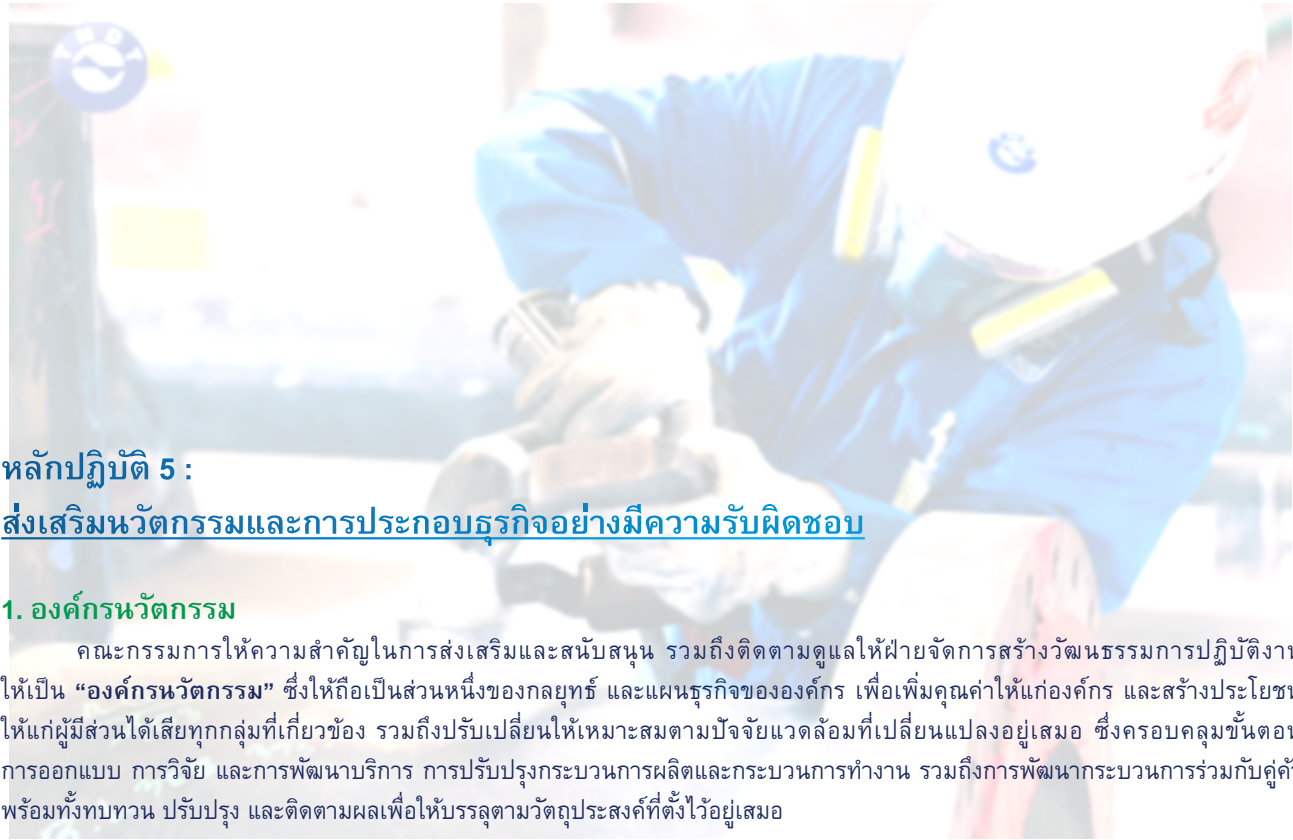 TNDT
หลักปฏิบัติ 5 :
ส่งเสริมนวัตกรรมและการประกอบธุรกิจอย่างมีความรับผิดชอบ
1. องค์กรนวัตกรรม
คณะกรรมการให้ความสำคัญในการส่งเสริมและสนับสนุน รวมถึงติดตามดูแลให้ฝ่ายจัดการสร้างวัฒนธรรมการปฏิบัติงาน
ให้เป็น “องค์กรนวัตกรรม” ซึ่งให้ถือเป็นส่วนหนึ่งของกลยุทธ์ และแผนธุรกิจขององค์กร เพื่อเพิ่มคุณค่าให้แก่องค์กร และสร้างประโยชน
ให้แก่ผู้มีส่วนได้เสียทุกกลุ่มที่เกี่ยวข้อง รวมถึงปรับเปลี่ยนให้เหมาะสมตามปัจจัยแวดล้อมที่เปลี่ยนแปลงอยู่เสมอ ซึ่งครอบคลุมขั้นตอน
การออกแบบ การวิจัย และการพัฒนาบริการ การปรับปรุงกระบวนการผลิตและกระบวนการทำงาน รวมถึงการพัฒนากระบวนการร่วมกับคู่ค้า
พร้อมทั้งทบทวน ปรับปรุง และติดตามผลเพื่อให้บรรลุตามวัตถุประสงค์ที่ตั้งไว้อยู่เสมอ